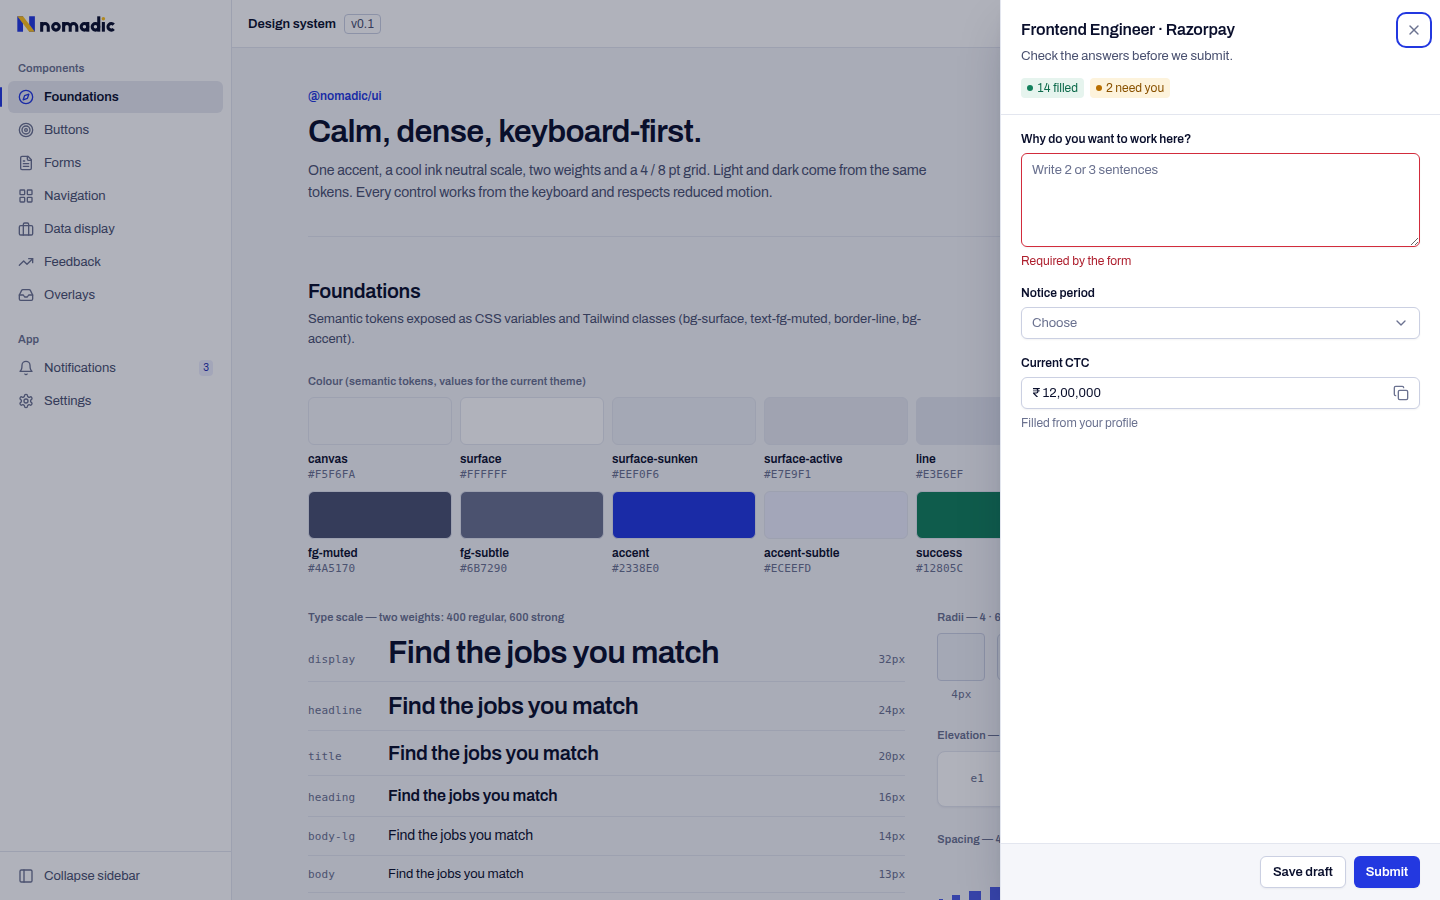 nomadic
Components
Foundations
Buttons
Forms
Navigation
Data display
Feedback
Overlays
App
Notifications
3
Settings
Collapse sidebar
Design system
v0.1
@nomadic/ui
Calm, dense, keyboard-first.
One accent, a cool ink neutral scale, two weights and a 4 / 8 pt grid. Light and dark come from the same
tokens. Every control works from the keyboard and respects reduced motion.
Foundations
Semantic tokens exposed as CSS variables and Tailwind classes (bg-surface, text-fg-muted, border-line, bg-
accent).
Colour (semantic tokens, values for the current theme)
canvas
#F5F6FA
surface
#FFFFFF
surface-sunken
#EEF0F6
surface-active
#E7E9F1
line
#E3E6EF
fg-muted
#4A5170
fg-subtle
#6B7290
accent
#2338E0
accent-subtle
#ECEEFD
success
#12805C
Type scale — two weights: 400 regular, 600 strong
display Find the jobs you match 32px
headline Find the jobs you match 24px
title Find the jobs you match 20px
heading Find the jobs you match 16px
body-lg Find the jobs you match 14px
body Find the jobs you match 13px
Radii — 4 · 6
4px
Elevation —
e1
Spacing — 4
Frontend Engineer · Razorpay
Check the answers before we submit.
14 filled
2 need you
Why do you want to work here?
Write 2 or 3 sentences
Required by the form
Notice period
Choose
Current CTC
₹ 12,00,000
Filled from your profile
Save draft
Submit